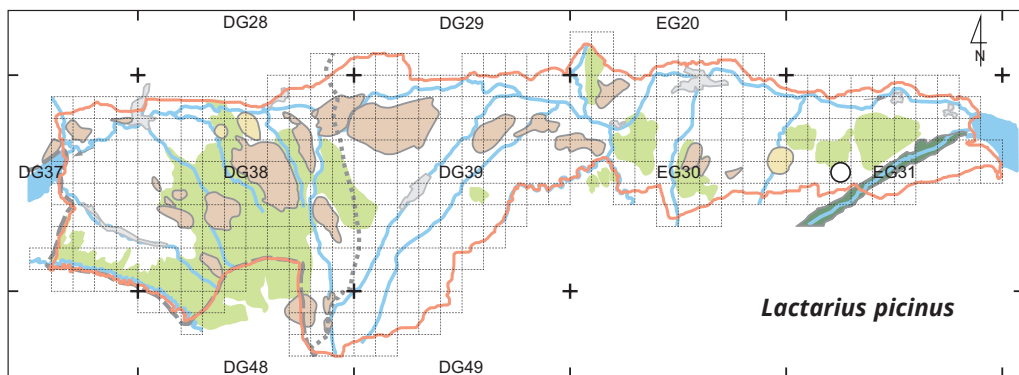 DG28 DG29 EG20
N
DG37 DG38 DG39 EG30 EG31
Lactarius picinus
DG48 DG49